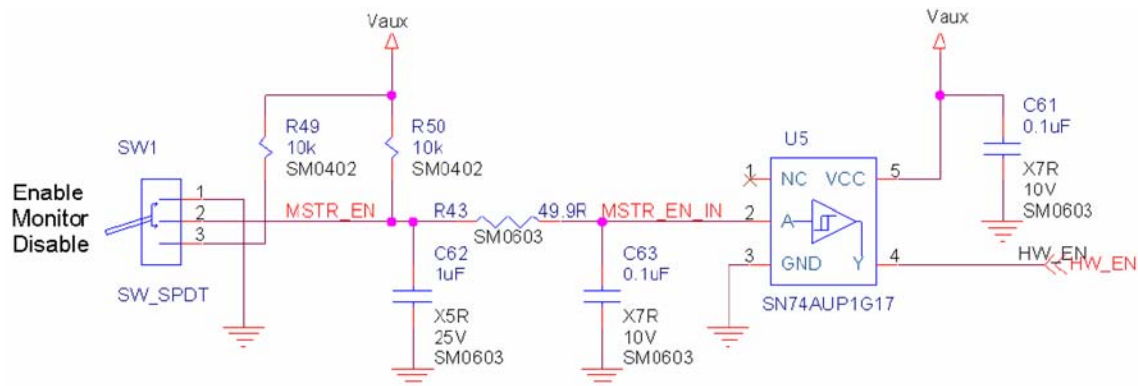 Vaux
Vaux
R49
10k
SM0402
R50
10k
SM0402
C61
0.1uF
X7R
10V
SM0603
SW1
Enable
Monitor
Disable
1
2
3
SW_SPDT
MSTR_EN
R43
49.9R
SM0603
MSTR_EN_IN
C62
1uF
X5R
25V
SM0603
C63
0.1uF
X7R
10V
SM0603
U5
1
NC
VCC
5
2
A
3
GND
Y
4
SN74AUP1G17
HW_EN
HW_EN